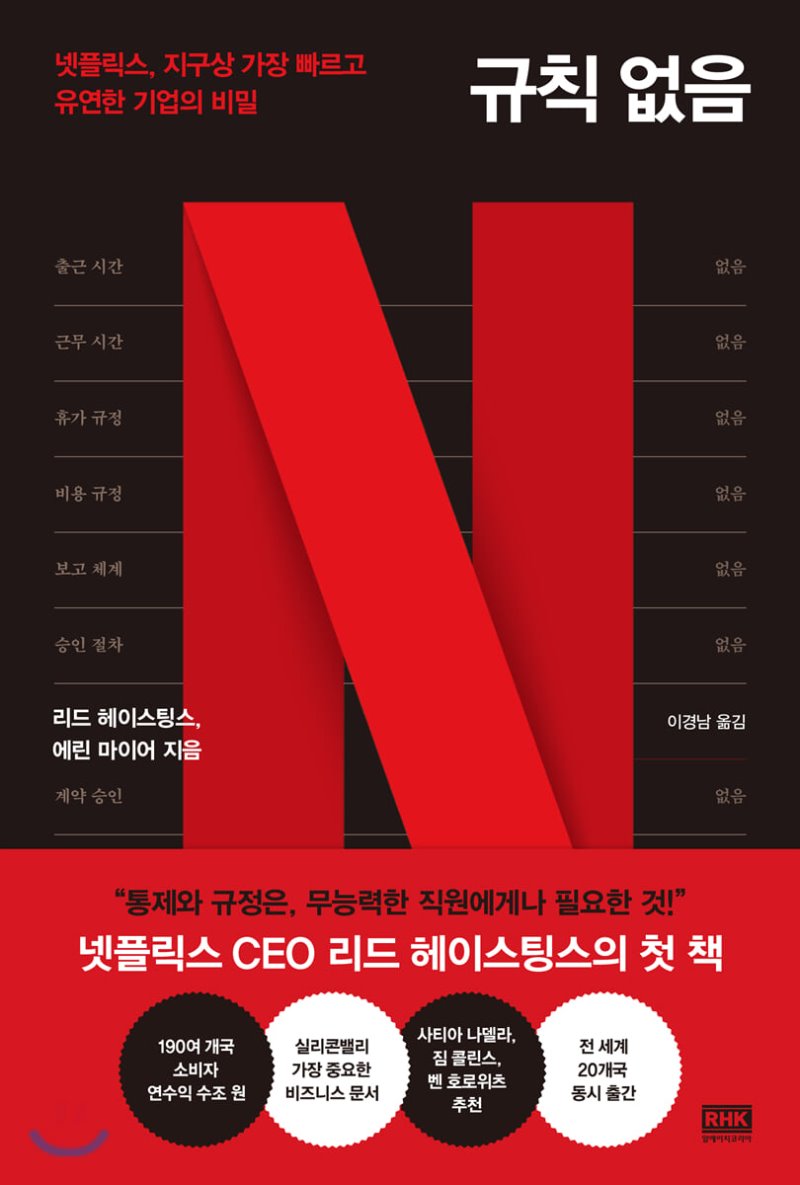 넷플릭스, 지구상 가장 빠르고
유연한 기업의 비밀
규칙 없음
출근 시간 없음
근무 시간 없음
휴가 규정 없음
비용 규정 없음
보고 체계 없음
승인 절차 없음
리드 헤이스팅스,
에린 마이어 지음
이경남 옮김
계약 승인 없음
“통제와 규정은, 무능력한 직원에게나 필요한 것!”
넷플릭스 CEO 리드 헤이스팅스의 첫 책
190여 개국
소비자
연수익 수조 원
실리콘밸리
가장 중요한
비즈니스 문서
사티아 나델라,
짐 콜린스,
벤 호로위츠
추천
전 세계
20개국
동시 출간
RHK
알에이치코리아